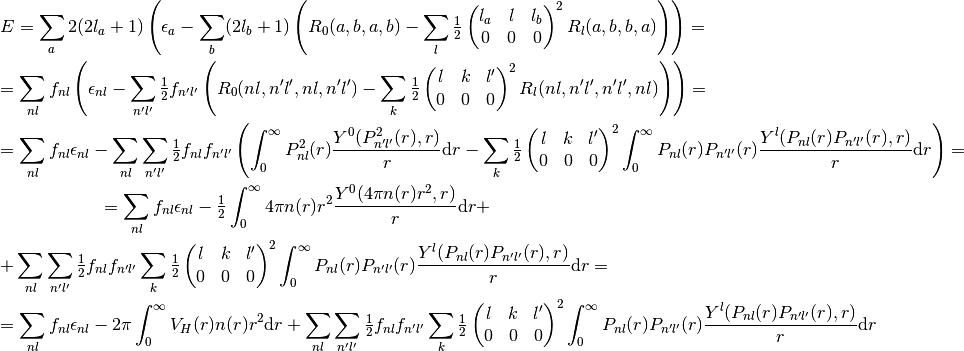 E = \sum_a 2(2l_a+1) \left( \epsilon_a - \sum_b (2l_b+1) \left( R_0(a,b,a,b) - \sum_l \frac{1}{2} \begin{pmatrix} l_a & l & l_b \\ 0 & 0 & 0 \end{pmatrix}^2 R_l(a,b,b,a) \right) \right) =
= \sum_{nl} f_{nl} \left( \epsilon_{nl} - \sum_{n'l'} \frac{1}{2} f_{n'l'} \left( R_0(nl,n'l',nl,n'l') - \sum_k \frac{1}{2} \begin{pmatrix} l & k & l' \\ 0 & 0 & 0 \end{pmatrix}^2 R_l(nl,n'l',n'l',nl) \right) \right) =
= \sum_{nl} f_{nl} \epsilon_{nl} - \sum_{nl} \sum_{n'l'} \frac{1}{2} f_{nl} f_{n'l'} \left( \int_0^\infty P_{nl}^2(r) \frac{Y^0(P_{n'l'}^2(r),r)}{r} \mathrm{d}r - \sum_k \frac{1}{2} \begin{pmatrix} l & k & l' \\ 0 & 0 & 0 \end{pmatrix}^2 \int_0^\infty P_{nl}(r) P_{n'l'}(r) \frac{Y^l(P_{nl}(r)P_{n'l'}(r),r)}{r} \mathrm{d}r \right) =
= \sum_{nl} f_{nl} \epsilon_{nl} - \frac{1}{2} \int_0^\infty 4\pi n(r) r^2 \frac{Y^0(4\pi n(r)r^2,r)}{r} \mathrm{d}r +
+ \sum_{nl} \sum_{n'l'} \frac{1}{2} f_{nl} f_{n'l'} \sum_k \frac{1}{2} \begin{pmatrix} l & k & l' \\ 0 & 0 & 0 \end{pmatrix}^2 \int_0^\infty P_{nl}(r) P_{n'l'}(r) \frac{Y^l(P_{nl}(r)P_{n'l'}(r),r)}{r} \mathrm{d}r =
= \sum_{nl} f_{nl} \epsilon_{nl} - 2\pi \int_0^\infty V_H(r) n(r) r^2 \mathrm{d}r + \sum_{nl} \sum_{n'l'} \frac{1}{2} f_{nl} f_{n'l'} \sum_k \frac{1}{2} \begin{pmatrix} l & k & l' \\ 0 & 0 & 0 \end{pmatrix}^2 \int_0^\infty P_{nl}(r) P_{n'l'}(r) \frac{Y^l(P_{nl}(r)P_{n'l'}(r),r)}{r} \mathrm{d}r